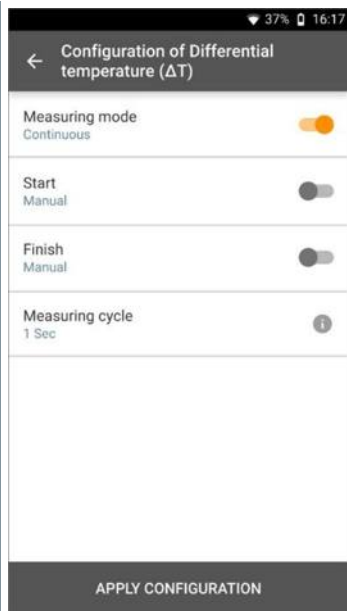 37% 16:17
Configuration of Differential
temperature (ΔT)
Measuring mode
Continuous
Start
Manual
Finish
Manual
Measuring cycle
1 Sec
APPLY CONFIGURATION